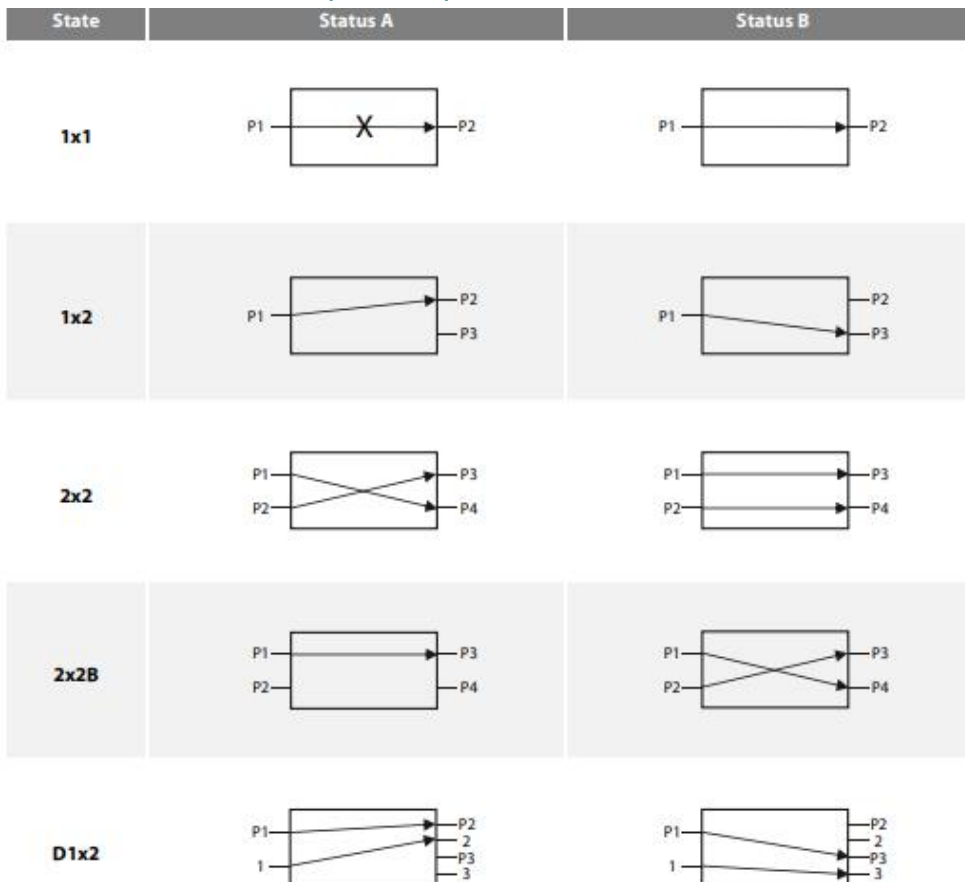 State Status A Status B
1x1 P1 X P2 P1 P2
1x2 P1 P2 P3 P1 P2 P3
2x2 P1 P3 P1 P3
P2 P4 P2 P4
2x2B P1 P3 P1 P3
P2 P4 P2 P4
D1x2 P1 P2 P1 P2
2 2
1 P3 1 P3
3 3